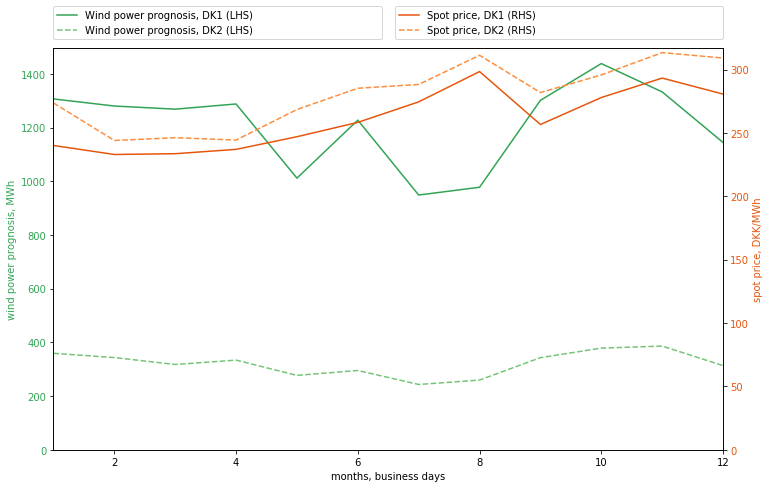 Wind power prognosis, DK1 (LHS)
Wind power prognosis, DK2 (LHS)
Spot price, DK1 (RHS)
Spot price, DK2 (RHS)
1400
1200
1000
800
600
400
200
0
wind power prognosis, MWh
300
250
200
150
100
50
0
spot price, DKK/MWh
2 4 6 8 10 12
months, business days